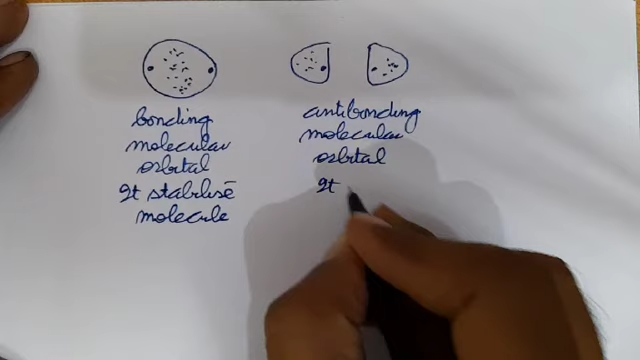 bonding
molecular
orbital
It stabilise
molecule
antibonding
molecular
orbital
It